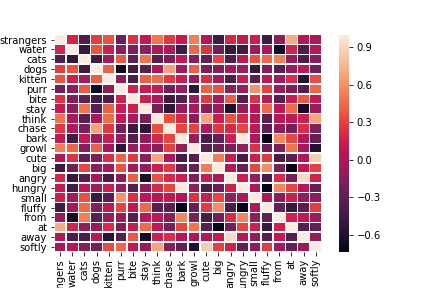 strangers
water
cats
dogs
kitten
purr
bite
stay
think
chase
bark
growl
cute
big
angry
hungry
small
fluffy
from
at
away
softly
angers
water
cats
dogs
kitten
purr
bite
stay
think
chase
bark
growl
cute
big
angry
ungry
small
fluffy
from
at
away
softly
0.9
0.6
0.3
0.0
−0.3
−0.6